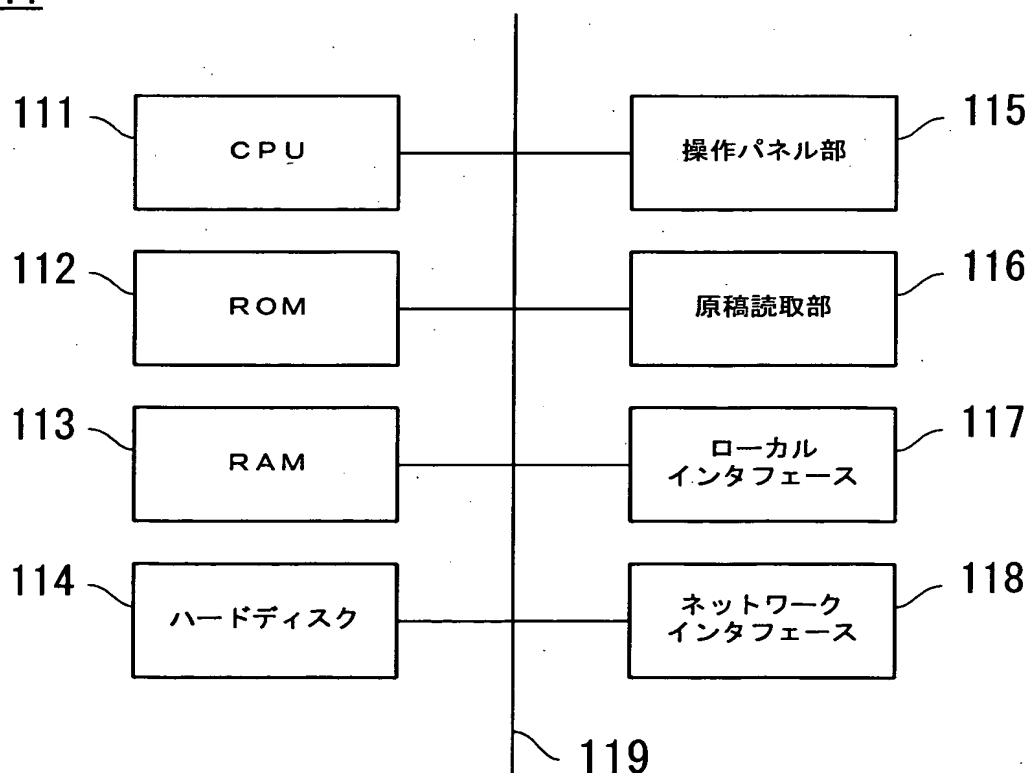 111
CPU
115
操作パネル部
112
ROM
116
原稿読取部
113
RAM
117
ローカル
インタフェース
114
ハードディスク
118
ネットワーク
インタフェース
119